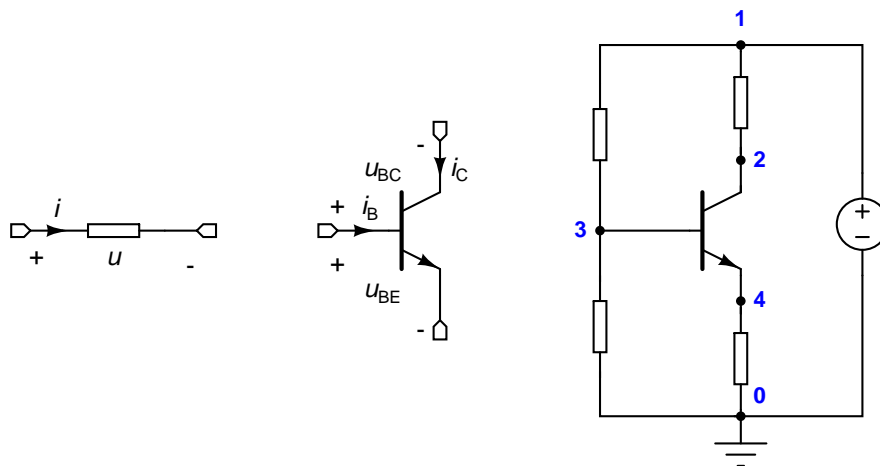 i
+
u
-
+
+
i_B
u_BC
u_BE
-
i_C
-
1
2
3
4
0
+
−